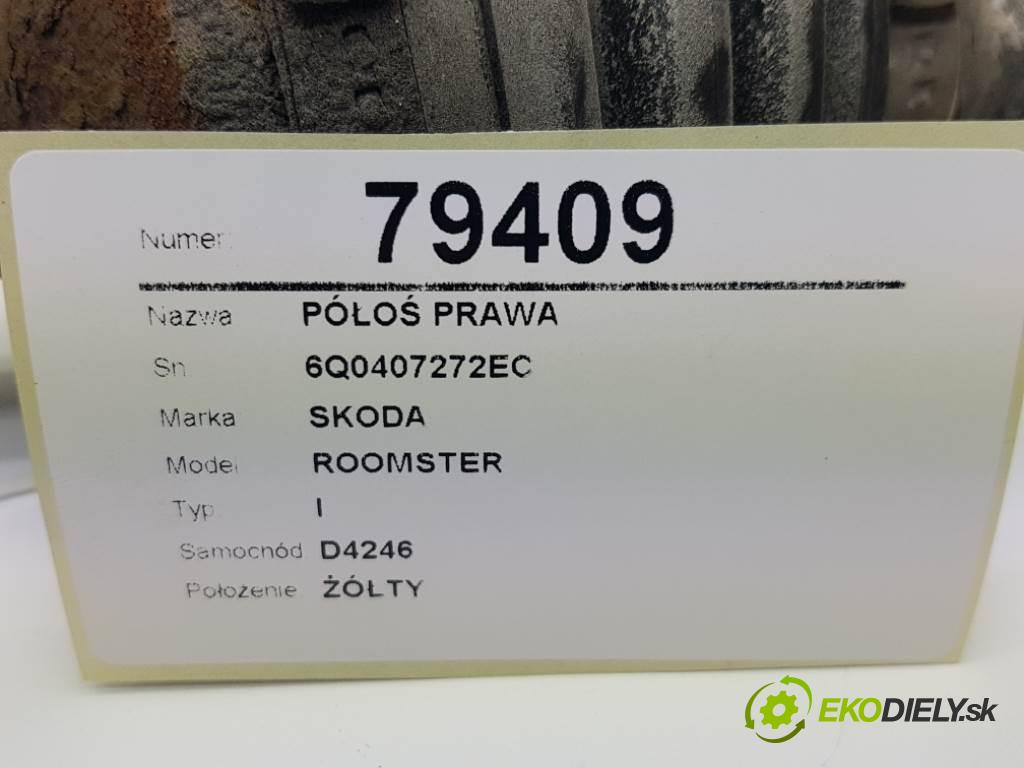 Numer 79409
Nazwa PÓŁOŚ PRAWA
Sn 6Q0407272EC
Marka SKODA
Model ROOMSTER
Typ I
Samochód D4246
Położenie ŻÓŁTY
EKODIELY.sk